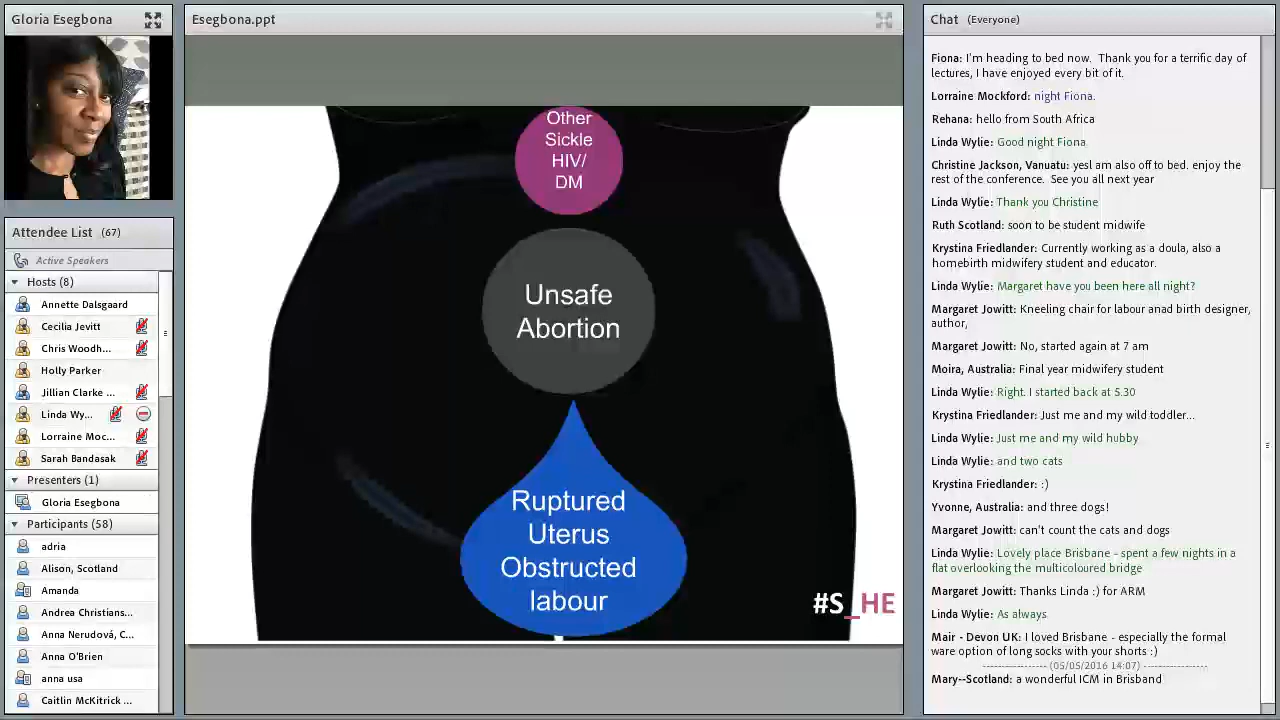 Gloria Esegbona
Attendee List (67)
Active Speakers
Hosts (8)
Annette Dalsgaard
Cecilia Jevitt
Chris Woodh...
Holly Parker
Jillian Clarke ...
Linda Wy...
Lorraine Moc...
Sarah Bandasak
Presenters (1)
Gloria Esegbona
Participants (58)
adria
Alison, Scotland
Amanda
Andrea Christians...
Anna Nerudová, C...
Anna O'Brien
anna usa
Caitlin McKitrick ...
Esegbona.ppt
Other
Sickle
HIV/
DM
Unsafe
Abortion
Ruptured
Uterus
Obstructed
labour
#S_HE
Chat (Everyone)
Fiona: I'm heading to bed now. Thank you for a terrific day of
lectures, I have enjoyed every bit of it.
Lorraine Mockford: night Fiona.
Rehana: hello from South Africa
Linda Wylie: Good night Fiona.
Christine Jackson, Vanuatu: yesI am also off to bed. enjoy the
rest of the conference. See you all next year
Linda Wylie: Thank you Christine
Ruth Scotland: soon to be student midwife
Krystina Friedlander: Currently working as a doula, also a
homebirth midwifery student and educator.
Linda Wylie: Margaret have you been here all night?
Margaret Jowitt: Kneeling chair for labour anad birth designer,
author,
Margaret Jowitt: No, started again at 7 am
Moira, Australia: Final year midwifery student
Linda Wylie: Right. I started back at 5.30
Krystina Friedlander: Just me and my wild toddler...
Linda Wylie: Just me and my wild hubby
Linda Wylie: and two cats
Krystina Friedlander: :)
Yvonne, Australia: and three dogs!
Margaret Jowitt: can't count the cats and dogs
Linda Wylie: Lovely place Brisbane - spent a few nights in a
flat overlooking the multicoloured bridge
Margaret Jowitt: Thanks Linda :) for ARM
Linda Wylie: As always
Mair - Devon UK: I loved Brisbane - especially the formal
ware option of long socks with your shorts :)
----------------- (05/05/2016 14:07) -----------------
Mary--Scotland: a wonderful ICM in Brisband